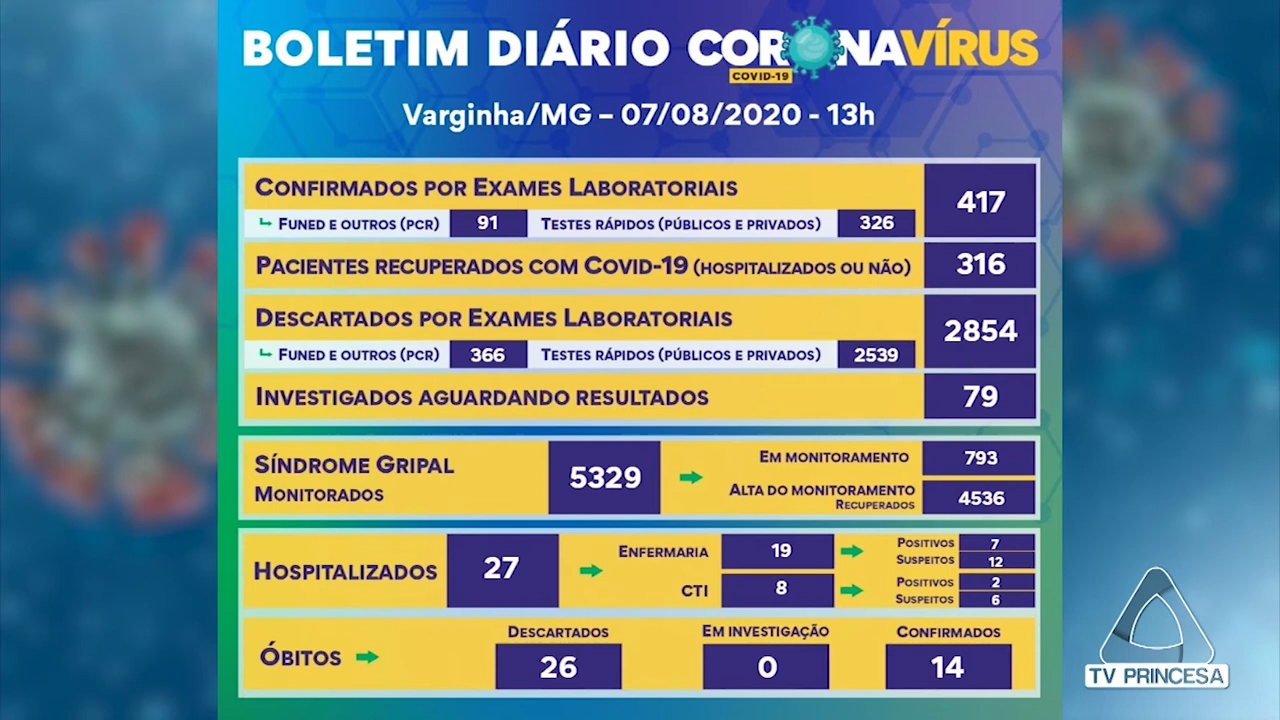 BOLETIM DIÁRIO CORONAVÍRUS
COVID-19
Varginha/MG – 07/08/2020 - 13h
CONFIRMADOS POR EXAMES LABORATORIAIS 417
FUNED E OUTROS (PCR) 91 TESTES RÁPIDOS (PÚBLICOS E PRIVADOS) 326
PACIENTES RECUPERADOS COM COVID-19 (HOSPITALIZADOS OU NÃO) 316
DESCARTADOS POR EXAMES LABORATORIAIS 2854
FUNED E OUTROS (PCR) 366 TESTES RÁPIDOS (PÚBLICOS E PRIVADOS) 2539
INVESTIGADOS AGUARDANDO RESULTADOS 79
SÍNDROME GRIPAL
MONITORADOS
5329
EM MONITORAMENTO 793
ALTA DO MONITORAMENTO
RECUPERADOS
4536
HOSPITALIZADOS 27
ENFERMARIA 19
POSITIVOS 7
SUSPEITOS 12
CTI 8
POSITIVOS 2
SUSPEITOS 6
ÓBITOS
DESCARTADOS
26
EM INVESTIGAÇÃO
0
CONFIRMADOS
14
TV PRINCESA